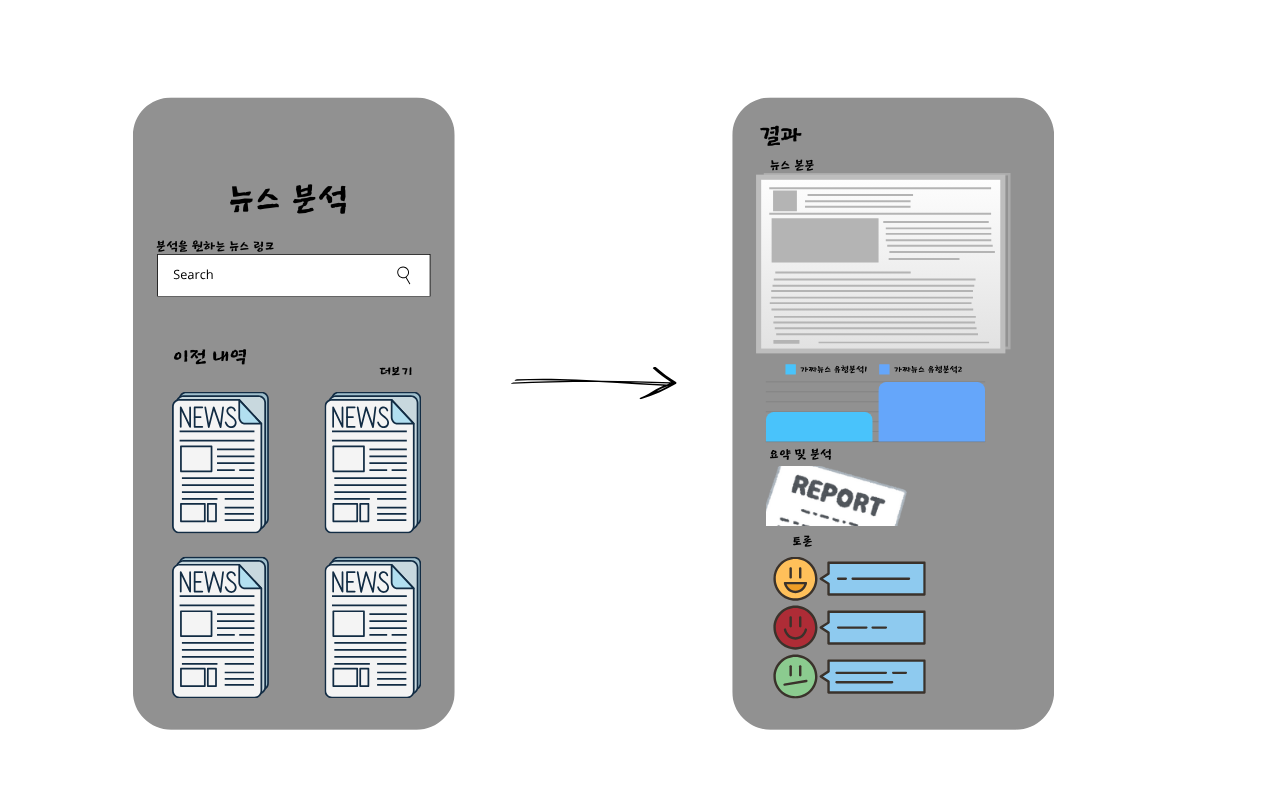 뉴스 분석
분석을 원하는 뉴스 링크
Search
이전 내역
더보기
NEWS
NEWS
NEWS
NEWS
결과
뉴스 본문
가짜뉴스 유형분석1
가짜뉴스 유형분석2
요약 및 분석
REPORT
토론